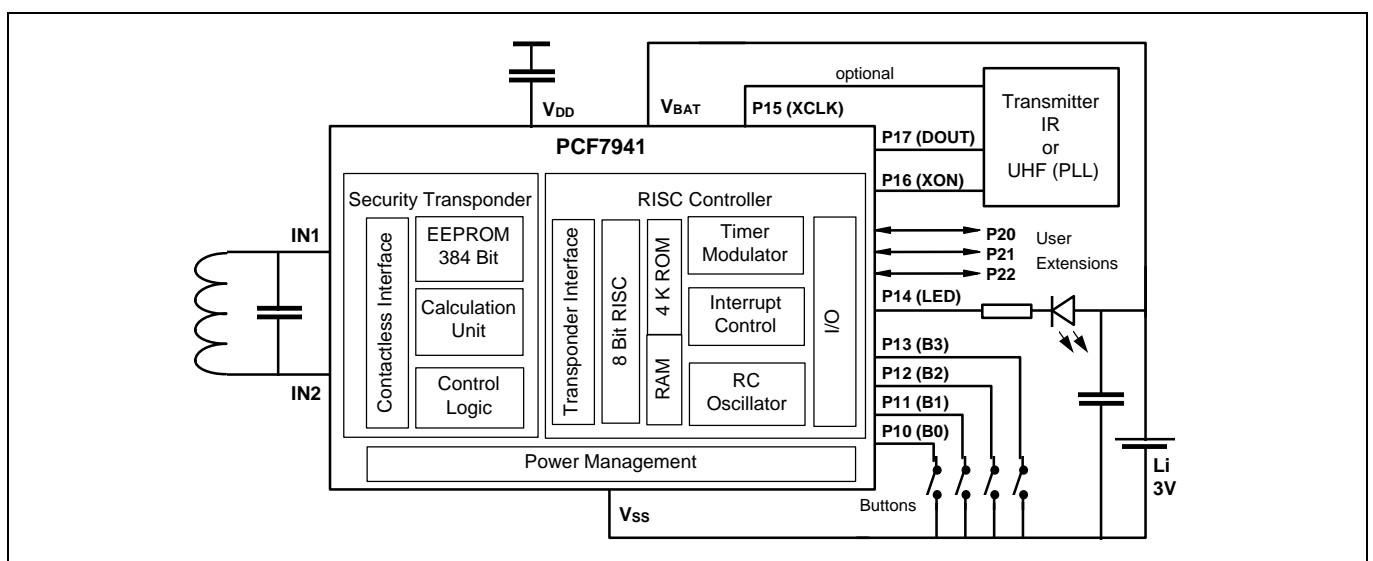 optional
VDD
VBAT
P15 (XCLK)
Transmitter
IR
or
UHF (PLL)
P17 (DOUT)
P16 (XON)
PCF7941
Security Transponder
RISC Controller
IN1
IN2
Contactless Interface
EEPROM
384 Bit
Calculation
Unit
Control
Logic
Transponder Interface
8 Bit RISC
4 K ROM
RAM
Timer
Modulator
Interrupt
Control
RC
Oscillator
I/O
P20
P21
P22
User
Extensions
P14 (LED)
P13 (B3)
P12 (B2)
P11 (B1)
P10 (B0)
Power Management
Buttons
Li
3V
VSS